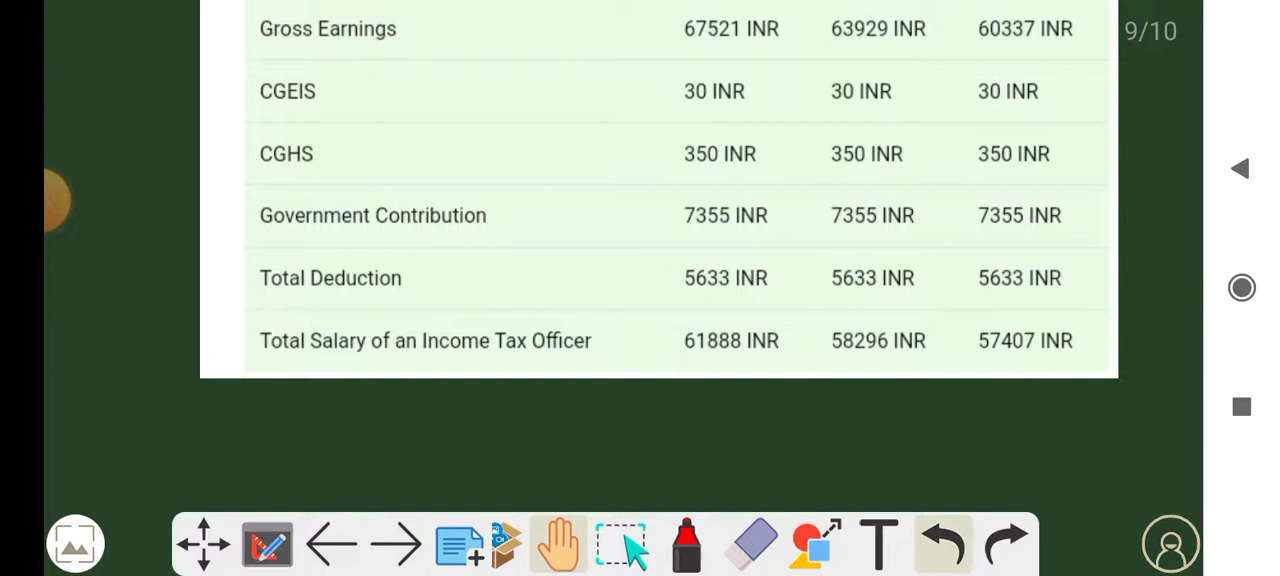 Gross Earnings 67521 INR 63929 INR 60337 INR
9/10
CGEIS 30 INR 30 INR 30 INR
CGHS 350 INR 350 INR 350 INR
Government Contribution 7355 INR 7355 INR 7355 INR
Total Deduction 5633 INR 5633 INR 5633 INR
Total Salary of an Income Tax Officer 61888 INR 58296 INR 57407 INR
T